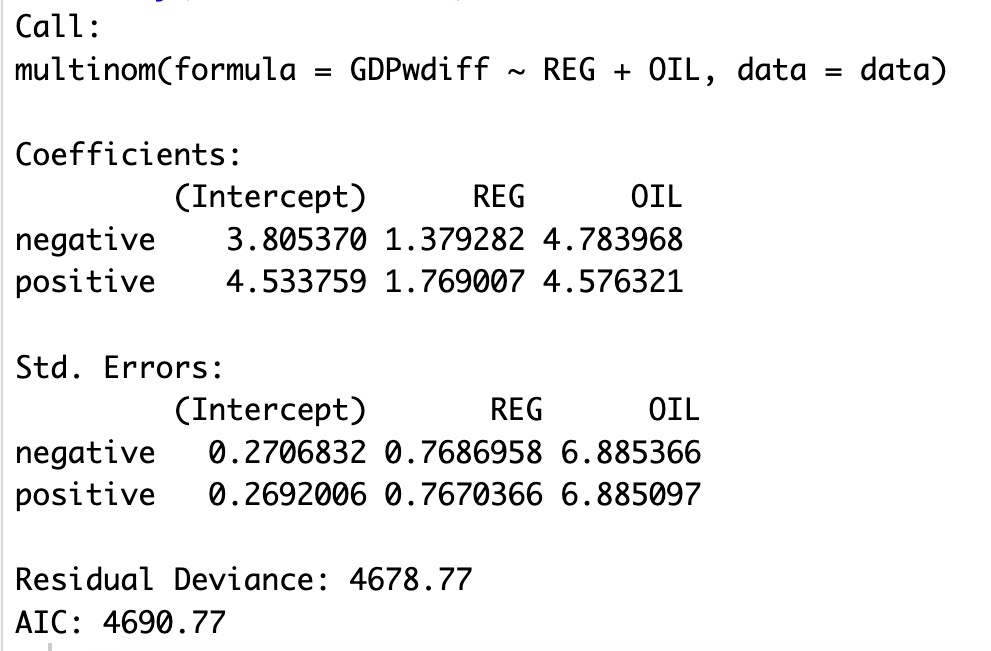 Call:
multinom(formula = GDPwdiff ~ REG + OIL, data = data)
Coefficients:
(Intercept) REG OIL
negative 3.805370 1.379282 4.783968
positive 4.533759 1.769007 4.576321
Std. Errors:
(Intercept) REG OIL
negative 0.2706832 0.7686958 6.885366
positive 0.2692006 0.7670366 6.885097
Residual Deviance: 4678.77
AIC: 4690.77